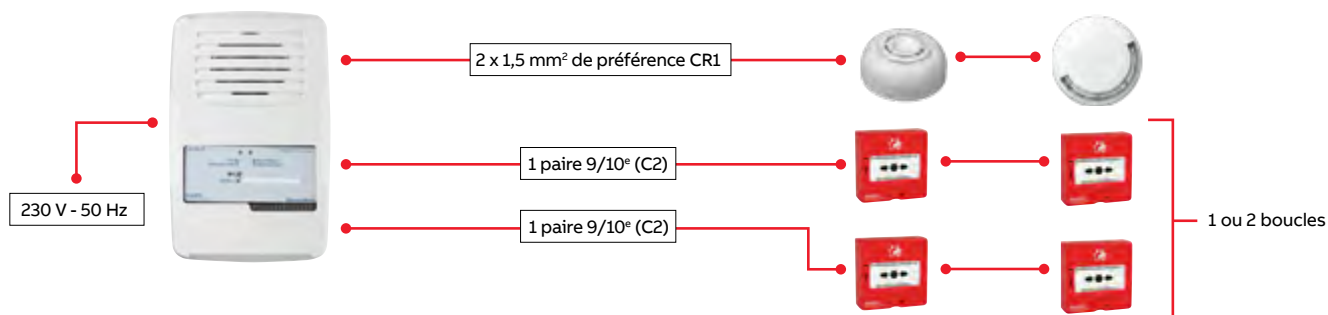 2 x 1,5 mm² de préférence CR1
1 paire 9/10ᵉ (C2)
230 V - 50 Hz
1 paire 9/10ᵉ (C2)
1 ou 2 boucles